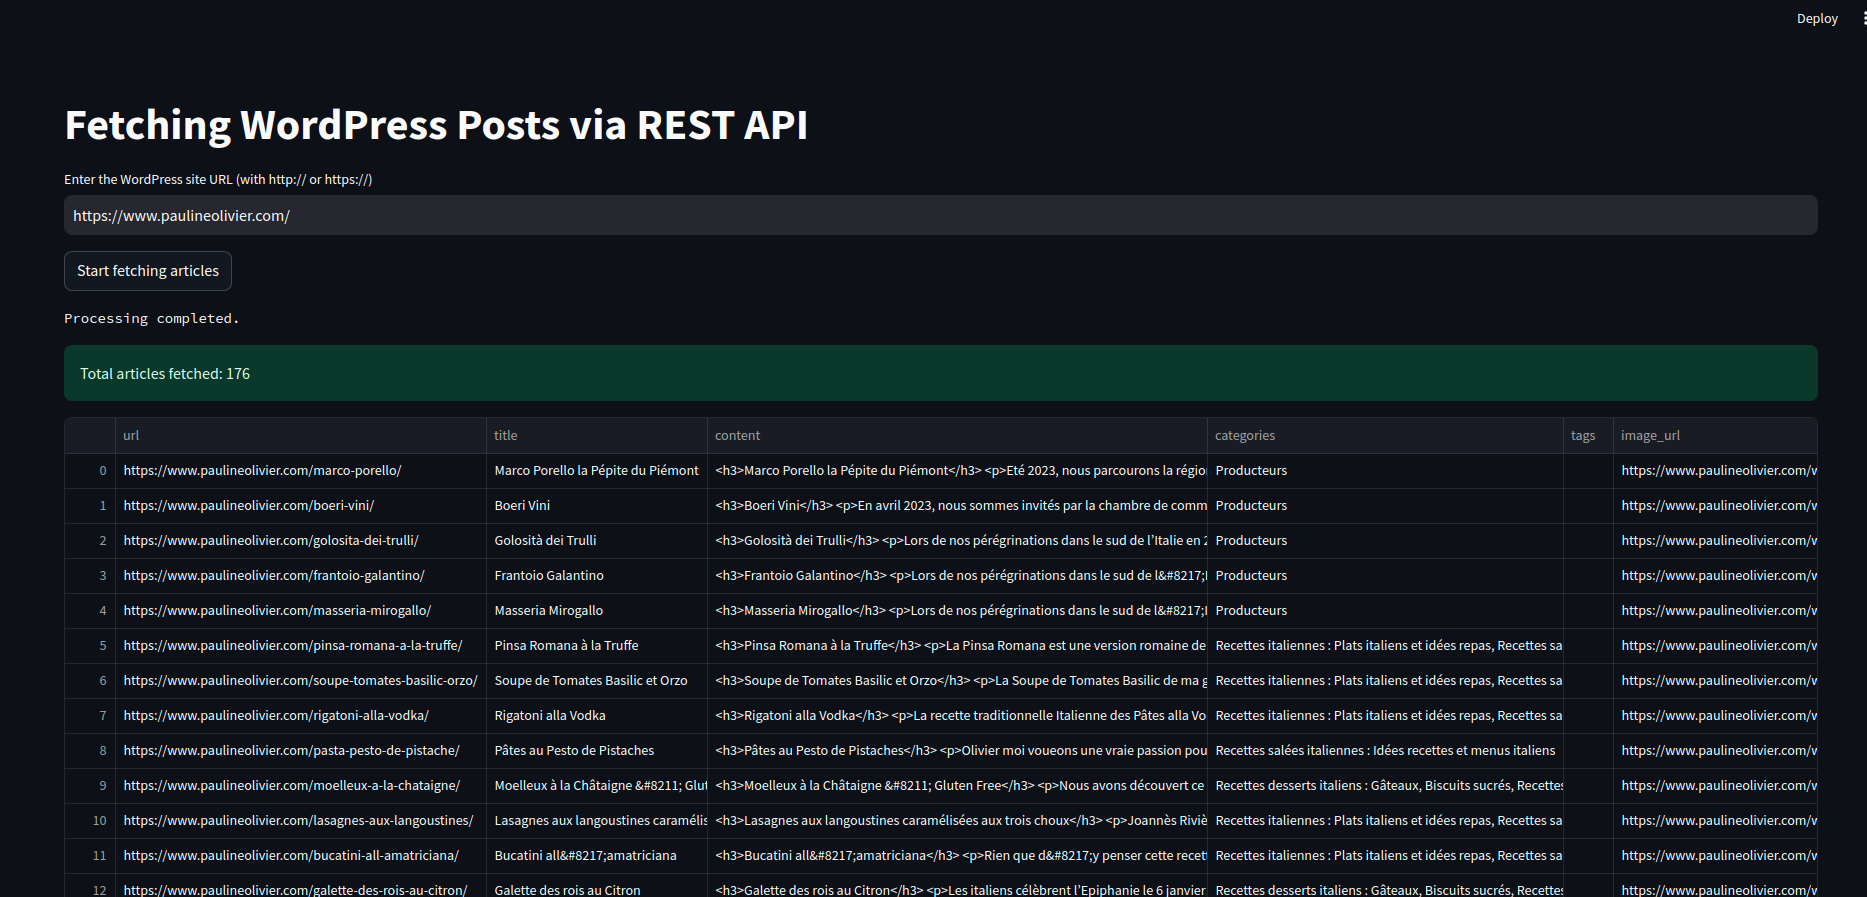 Deploy
Fetching WordPress Posts via REST API
Enter the WordPress site URL (with http:// or https://)
https://www.paulineolivier.com/
Start fetching articles
Processing completed.
Total articles fetched: 176
url title content categories tags image_url
0 https://www.paulineolivier.com/marco-porello/ Marco Porello la Pépite du Piémont <h3>Marco Porello la Pépite du Piémont</h3> <p>Eté 2023, nous parcourons la régio Producteurs https://www.paulineolivier.com/w
1 https://www.paulineolivier.com/boeri-vini/ Boeri Vini <h3>Boeri Vini</h3> <p>En avril 2023, nous sommes invités par la chambre de comm Producteurs https://www.paulineolivier.com/w
2 https://www.paulineolivier.com/golosita-dei-trulli/ Golosità dei Trulli <h3>Golosità dei Trulli</h3> <p>Lors de nos pérégrinations dans le sud de l’Italie en 2 Producteurs https://www.paulineolivier.com/w
3 https://www.paulineolivier.com/frantoio-galantino/ Frantoio Galantino <h3>Frantoio Galantino</h3> <p>Lors de nos pérégrinations dans le sud de l&#8217;I Producteurs https://www.paulineolivier.com/w
4 https://www.paulineolivier.com/masseria-mirogallo/ Masseria Mirogallo <h3>Masseria Mirogallo</h3> <p>Lors de nos pérégrinations dans le sud de l&#8217;I Producteurs https://www.paulineolivier.com/w
5 https://www.paulineolivier.com/pinsa-romana-a-la-truffe/ Pinsa Romana à la Truffe <h3>Pinsa Romana à la Truffe</h3> <p>La Pinsa Romana est une version romaine de Recettes italiennes : Plats italiens et idées repas, Recettes sa https://www.paulineolivier.com/w
6 https://www.paulineolivier.com/soupe-tomates-basilic-orzo/ Soupe de Tomates Basilic et Orzo <h3>Soupe de Tomates Basilic et Orzo</h3> <p>La Soupe de Tomates Basilic de ma g Recettes italiennes : Plats italiens et idées repas, Recettes sa https://www.paulineolivier.com/w
7 https://www.paulineolivier.com/rigatoni-alla-vodka/ Rigatoni alla Vodka <h3>Rigatoni alla Vodka</h3> <p>La recette traditionnelle Italienne des Pâtes alla Vo Recettes italiennes : Plats italiens et idées repas, Recettes sa https://www.paulineolivier.com/w
8 https://www.paulineolivier.com/pasta-pesto-de-pistache/ Pâtes au Pesto de Pistaches <h3>Pâtes au Pesto de Pistaches</h3> <p>Olivier moi voueons une vraie passion pou Recettes salées italiennes : Idées recettes et menus italiens https://www.paulineolivier.com/w
9 https://www.paulineolivier.com/moelleux-a-la-chataigne/ Moelleux à la Châtaigne &#8211; Glut <h3>Moelleux à la Châtaigne &#8211; Gluten Free</h3> <p>Nous avons découvert ce Recettes desserts italiens : Gâteaux, Biscuits sucrés, Recettes https://www.paulineolivier.com/w
10 https://www.paulineolivier.com/lasagnes-aux-langoustines/ Lasagnes aux langoustines caramélis <h3>Lasagnes aux langoustines caramélisées aux trois choux</h3> <p>Joannès Riviè Recettes italiennes : Plats italiens et idées repas, Recettes sa https://www.paulineolivier.com/w
11 https://www.paulineolivier.com/bucatini-all-amatriciana/ Bucatini all&#8217;amatriciana <h3>Bucatini all&#8217;amatriciana</h3> <p>Rien que d&#8217;y penser cette recett Recettes italiennes : Plats italiens et idées repas, Recettes sa https://www.paulineolivier.com/w
12 https://www.paulineolivier.com/galette-des-rois-au-citron/ Galette des rois au Citron <h3>Galette des rois au Citron</h3> <p>Les italiens célèbrent l’Epiphanie le 6 janvier Recettes desserts italiens : Gâteaux, Biscuits sucrés, Recettes https://www.paulineolivier.com/w